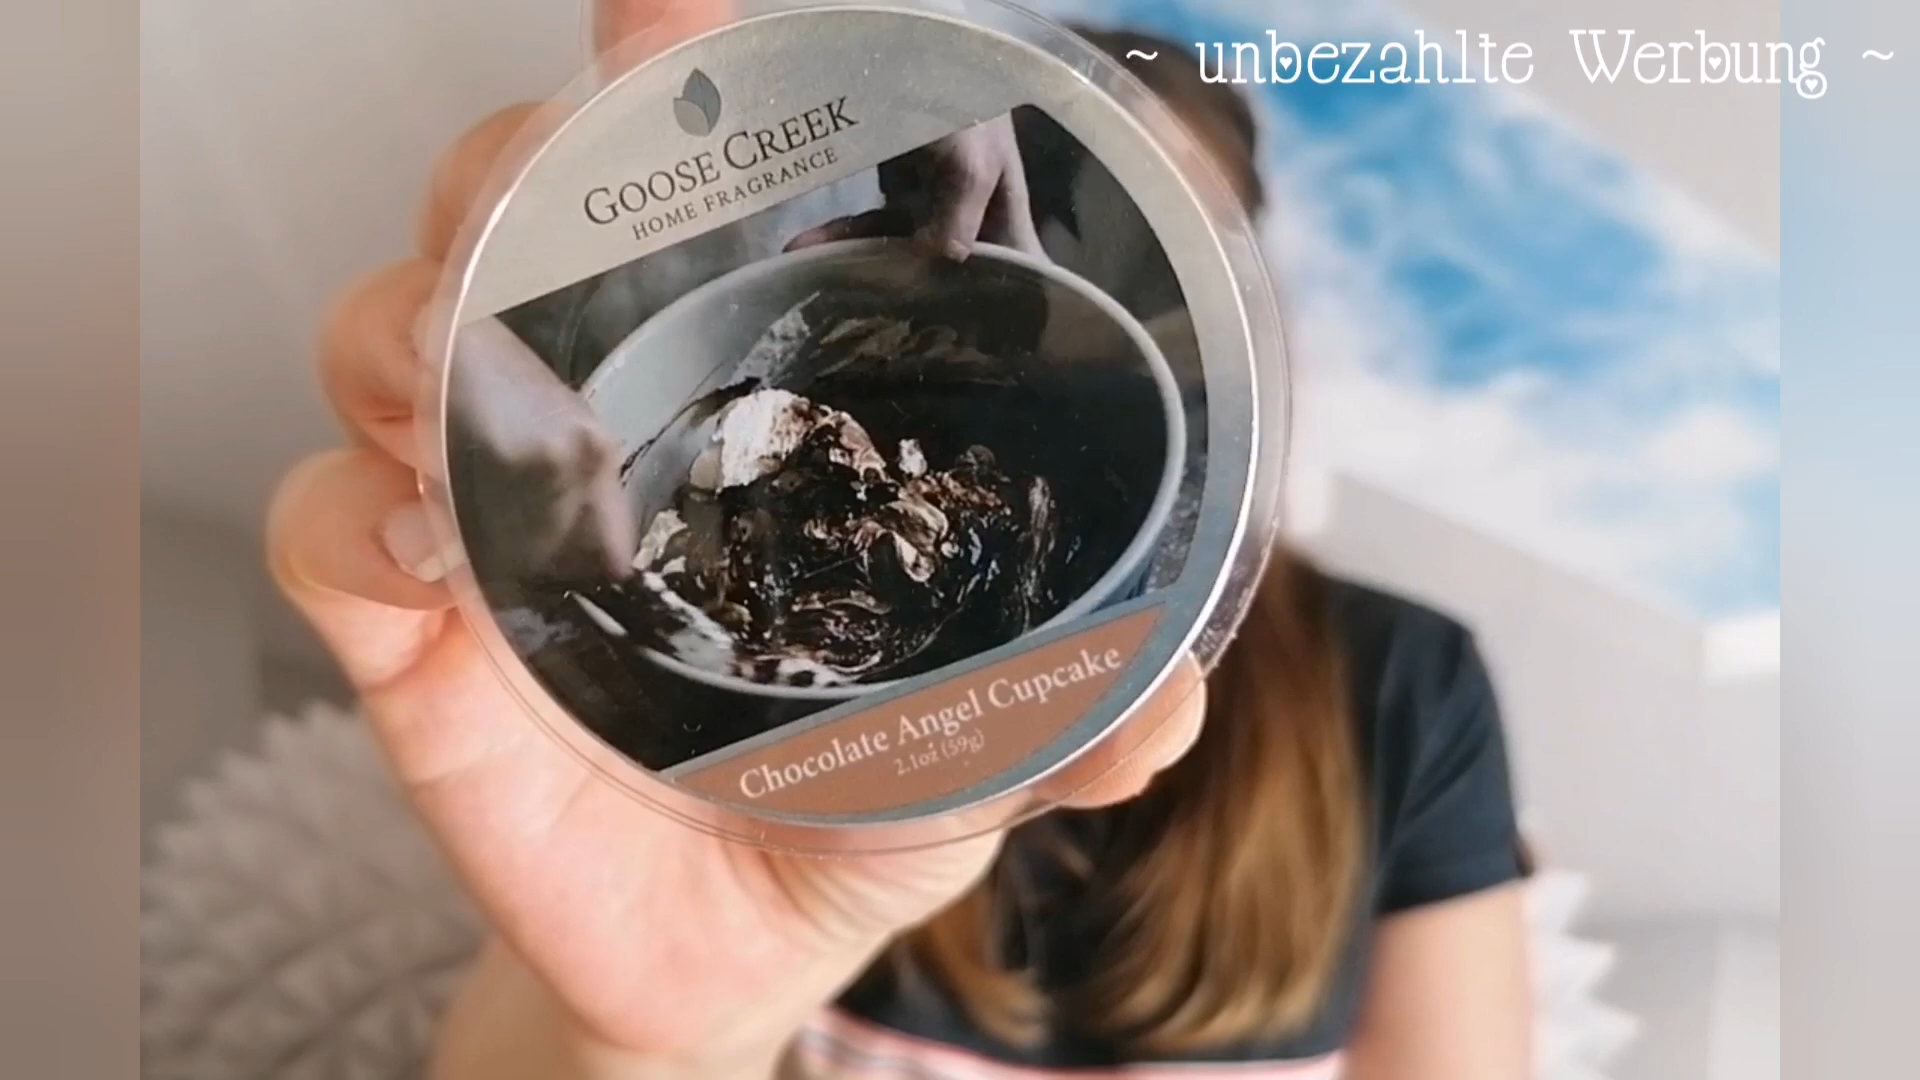 ~ unbezahlte Werbung ~
GOOSE CREEK
HOME FRAGRANCE
Chocolate Angel Cupcake
2.1oz (59g)